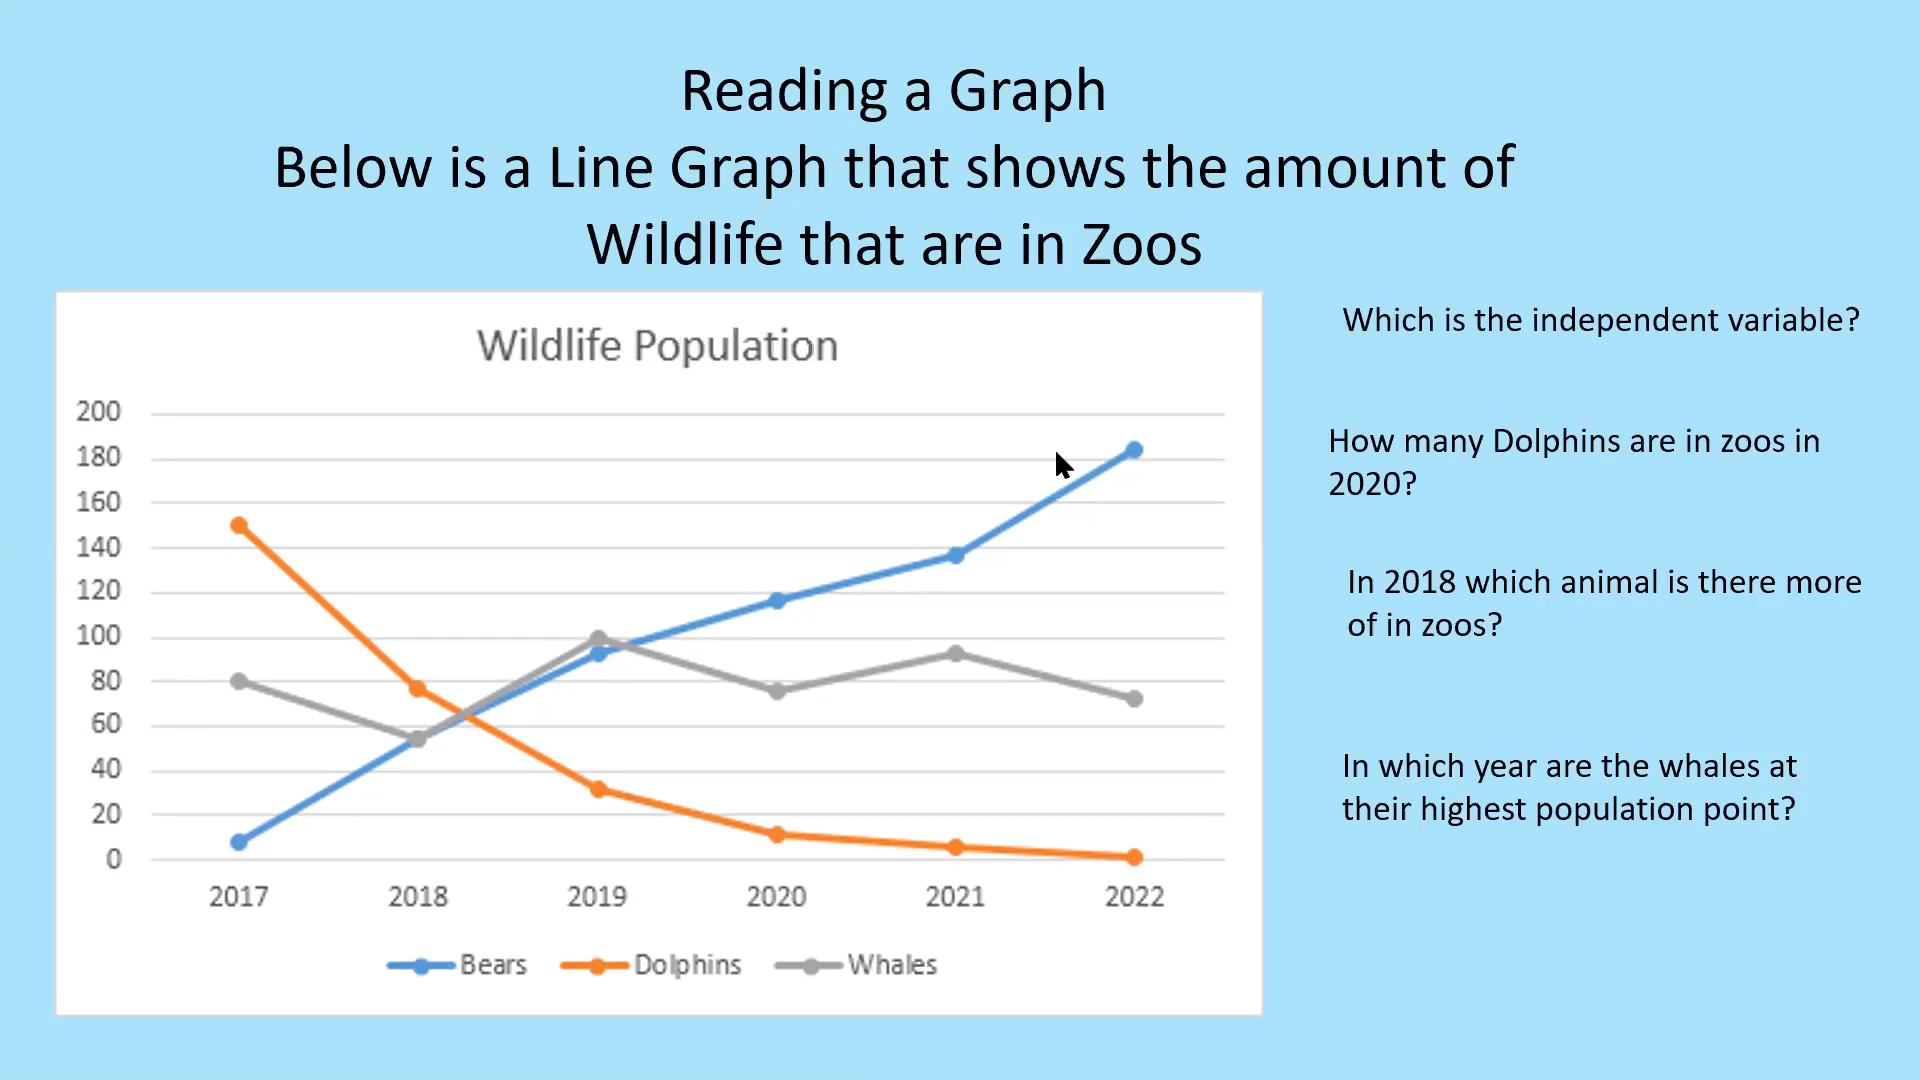 Reading a Graph
Below is a Line Graph that shows the amount of
Wildlife that are in Zoos
Wildlife Population
200
180
160
140
120
100
80
60
40
20
0
2017 2018 2019 2020 2021 2022
Bears Dolphins Whales
Which is the independent variable?
How many Dolphins are in zoos in
2020?
In 2018 which animal is there more
of in zoos?
In which year are the whales at
their highest population point?